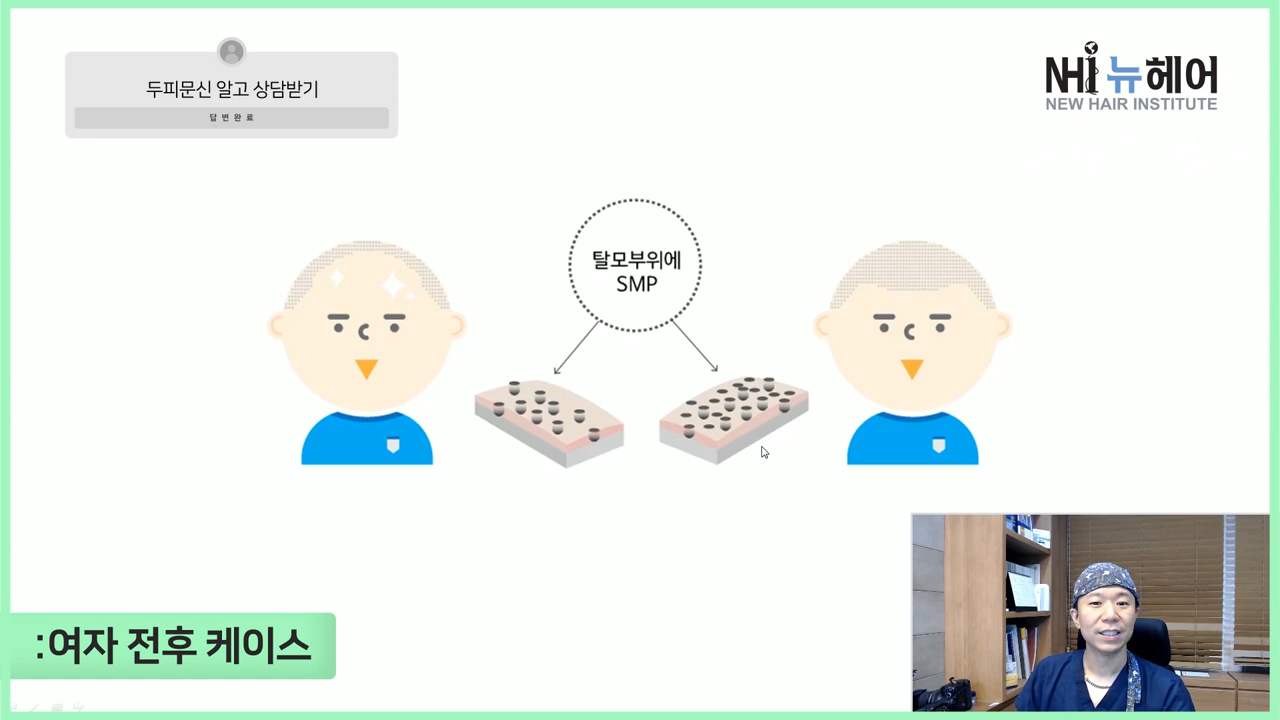 두피문신 알고 상담받기
답변완료
NHI 뉴헤어
NEW HAIR INSTITUTE
탈모부위에
SMP
:여자 전후 케이스